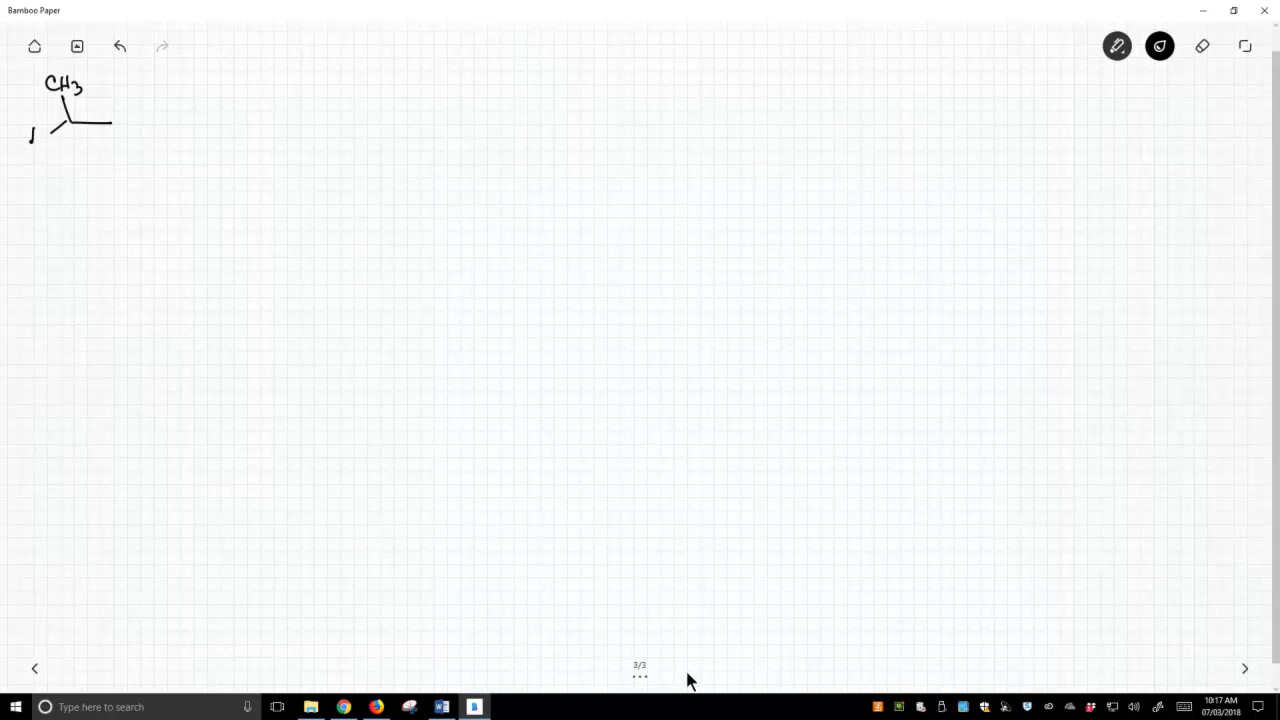 Bamboo Paper
CH3
3/3
Type here to search
10:17 AM
07/03/2018